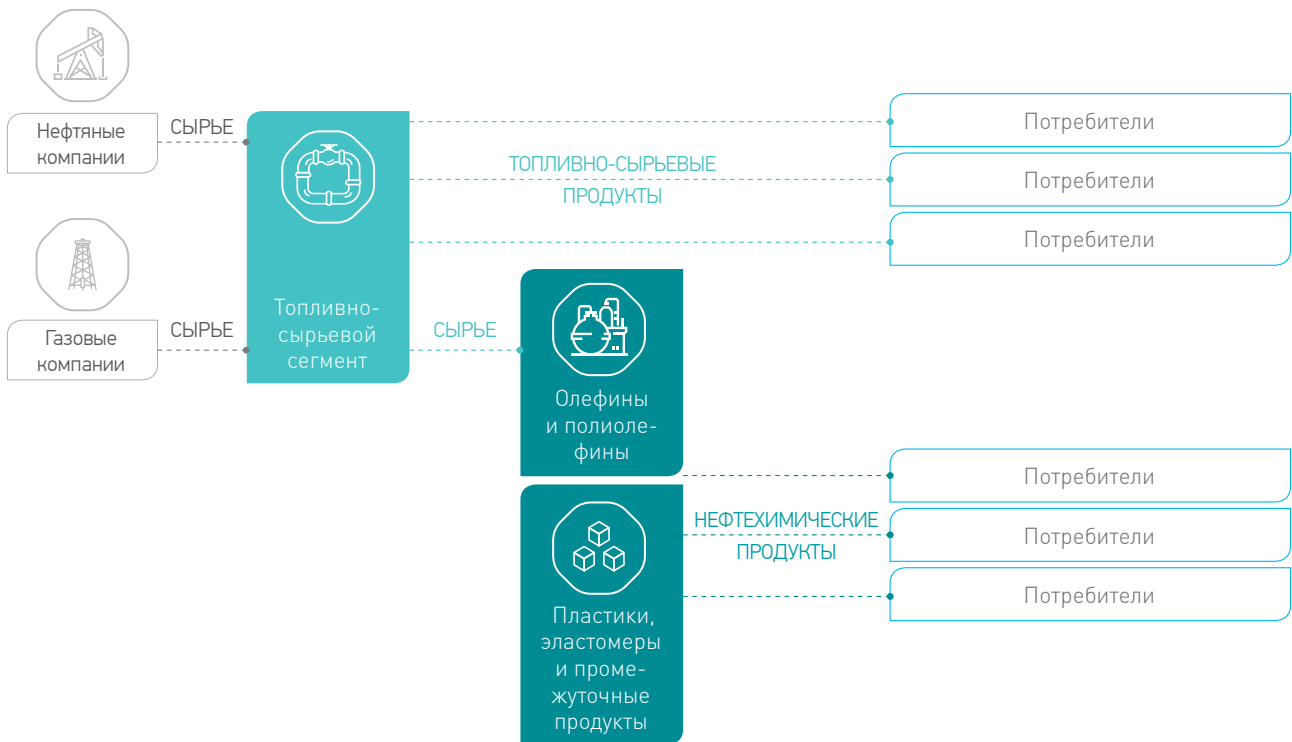 Нефтяные
компании
СЫРЬЕ
Газовые
компании
СЫРЬЕ
Топливно-
сырьевой
сегмент
ТОПЛИВНО-СЫРЬЕВЫЕ
ПРОДУКТЫ
Потребители
Потребители
Потребители
СЫРЬЕ
Олефины
и полиоле-
фины
Пластики,
эластомеры
и проме-
жуточные
продукты
НЕФТЕХИМИЧЕСКИЕ
ПРОДУКТЫ
Потребители
Потребители
Потребители